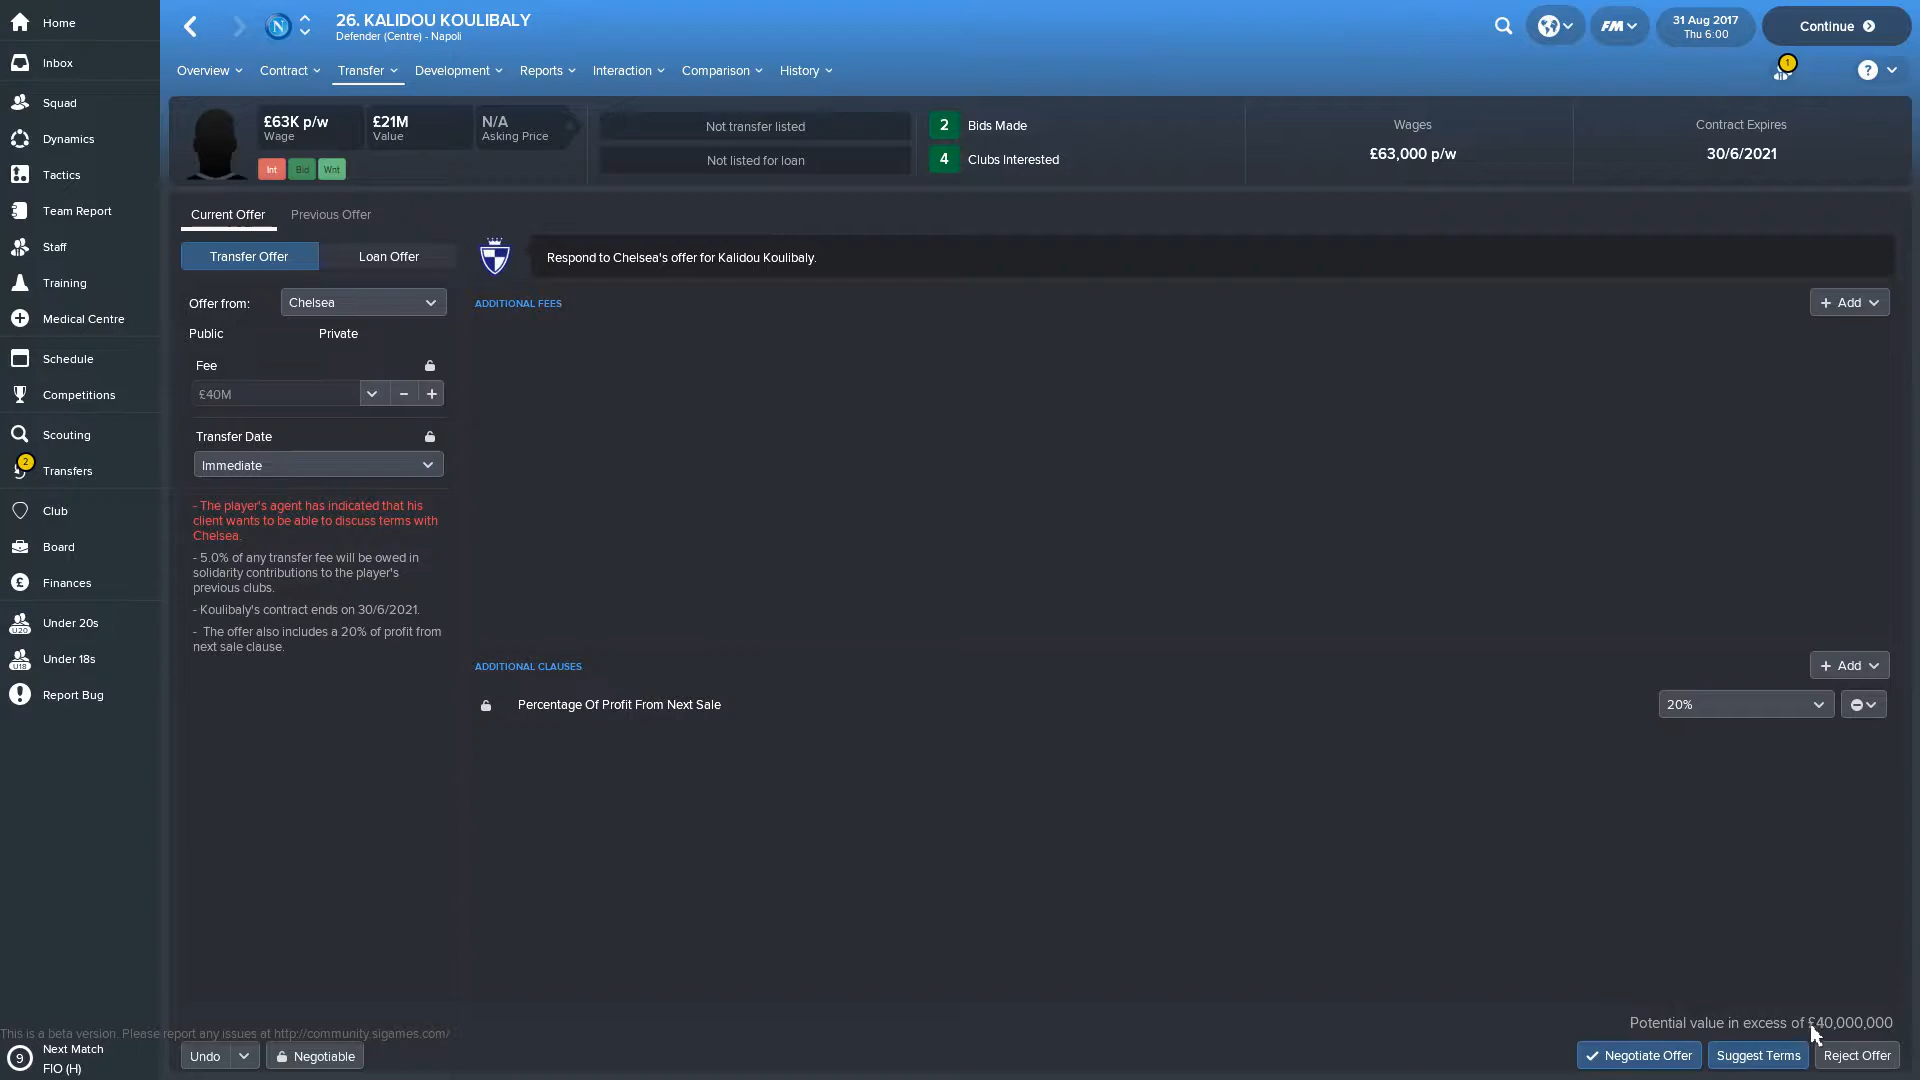 Home
Inbox
Squad
Dynamics
Tactics
Team Report
Staff
Training
Medical Centre
Schedule
Competitions
Scouting
2
Transfers
Club
Board
Finances
U20
Under 20s
U18
Under 18s
Report Bug
This is a beta version. Please report any issues at http://community.sigames.com/
9
Next Match
FIO (H)
N
26. KALIDOU KOULIBALY
Defender (Centre) - Napoli
FM
31 Aug 2017
Thu 6:00
Continue
Overview
Contract
Transfer
Development
Reports
Interaction
Comparison
History
1
?
£63K p/w
Wage
£21M
Value
N/A
Asking Price
Int
Bid
Wnt
Not transfer listed
Not listed for loan
2 Bids Made
4 Clubs Interested
Wages
£63,000 p/w
Contract Expires
30/6/2021
Current Offer
Previous Offer
Transfer Offer
Loan Offer
Offer from: Chelsea
Public
Private
Fee
£40M
Transfer Date
Immediate
- The player's agent has indicated that his
client wants to be able to discuss terms with
Chelsea.
- 5.0% of any transfer fee will be owed in
solidarity contributions to the player's
previous clubs.
- Koulibaly's contract ends on 30/6/2021.
- The offer also includes a 20% of profit from
next sale clause.
Respond to Chelsea's offer for Kalidou Koulibaly.
ADDITIONAL FEES
+ Add
ADDITIONAL CLAUSES
+ Add
Percentage Of Profit From Next Sale
20%
Potential value in excess of £40,000,000
Undo
Negotiable
Negotiate Offer
Suggest Terms
Reject Offer